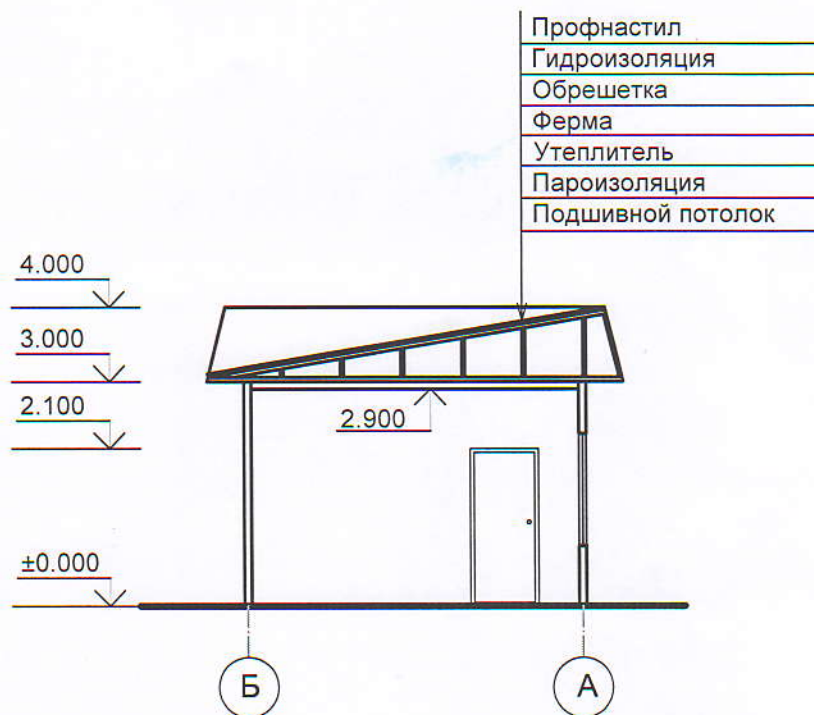 Профнастил
Гидроизоляция
Обрешетка
Ферма
Утеплитель
Пароизоляция
Подшивной потолок
4.000
3.000
2.100
2.900
±0.000
Б
А